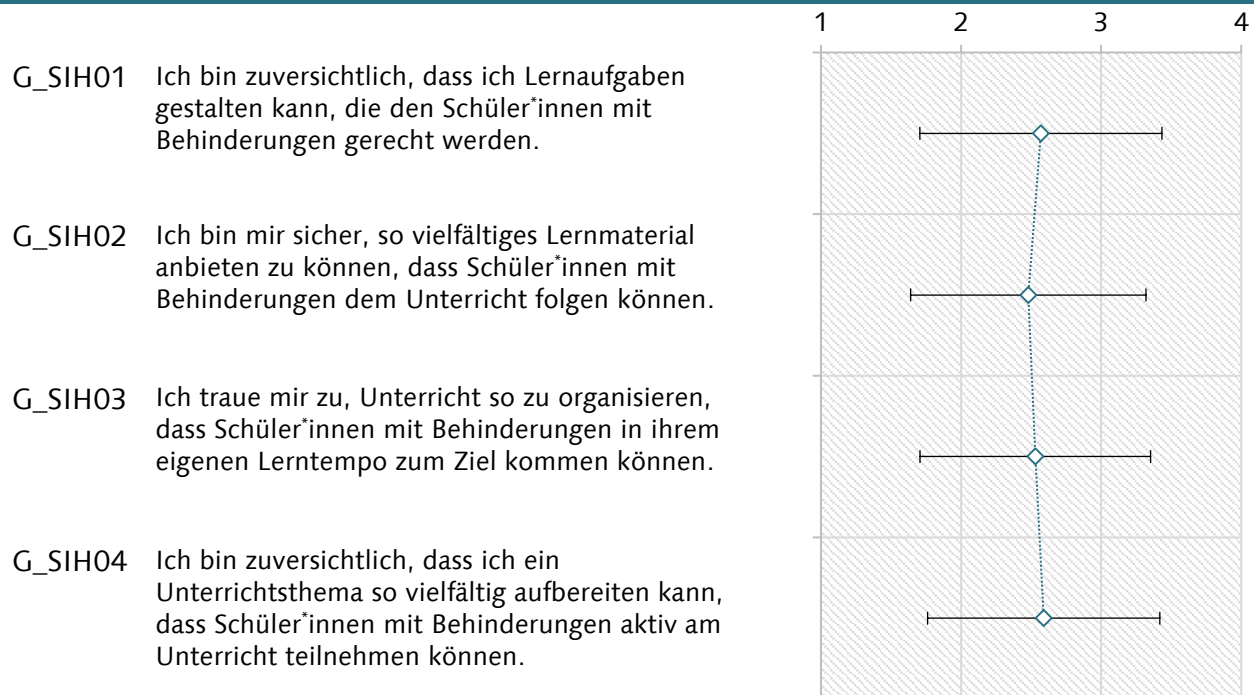 1 2 3 4
G_SIH01 Ich bin zuversichtlich, dass ich Lernaufgaben
gestalten kann, die den Schüler*innen mit
Behinderungen gerecht werden.
G_SIH02 Ich bin mir sicher, so vielfältiges Lernmaterial
anbieten zu können, dass Schüler*innen mit
Behinderungen dem Unterricht folgen können.
G_SIH03 Ich traue mir zu, Unterricht so zu organisieren,
dass Schüler*innen mit Behinderungen in ihrem
eigenen Lerntempo zum Ziel kommen können.
G_SIH04 Ich bin zuversichtlich, dass ich ein
Unterrichtsthema so vielfältig aufbereiten kann,
dass Schüler*innen mit Behinderungen aktiv am
Unterricht teilnehmen können.